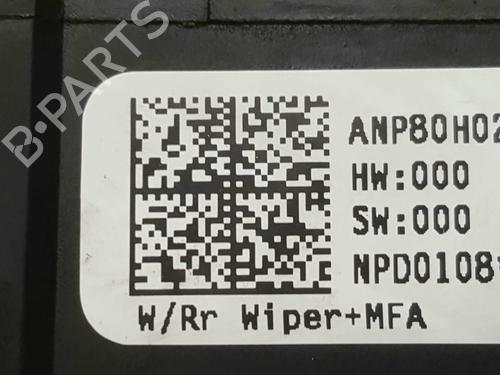 B-PARTS
ANP80H02
HW:000
SW:000
NPD0108
W/Rr Wiper+MFA